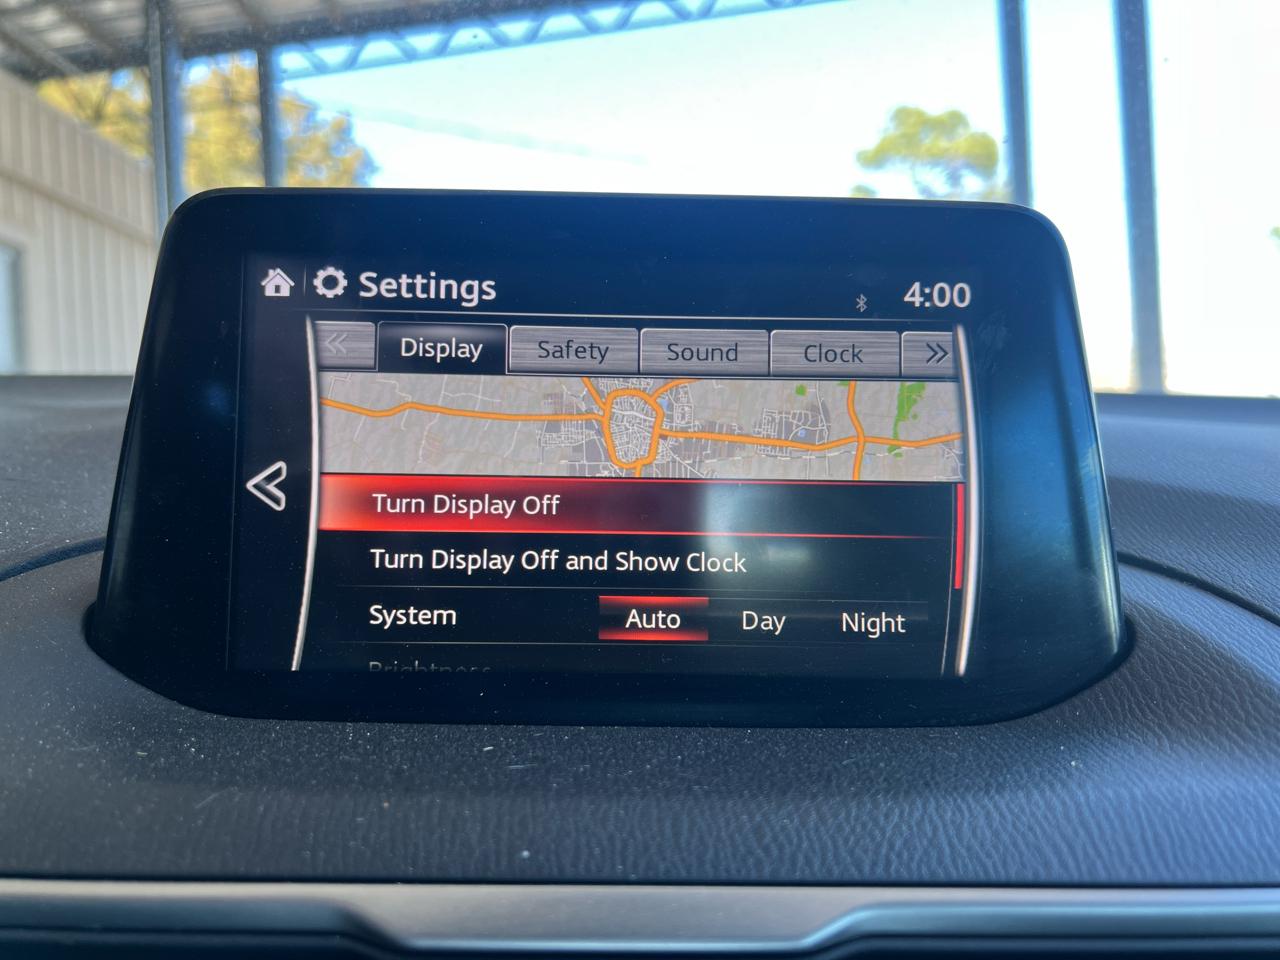 Settings
4:00
Display Safety Sound Clock
Turn Display Off
Turn Display Off and Show Clock
System Auto Day Night
Brightness